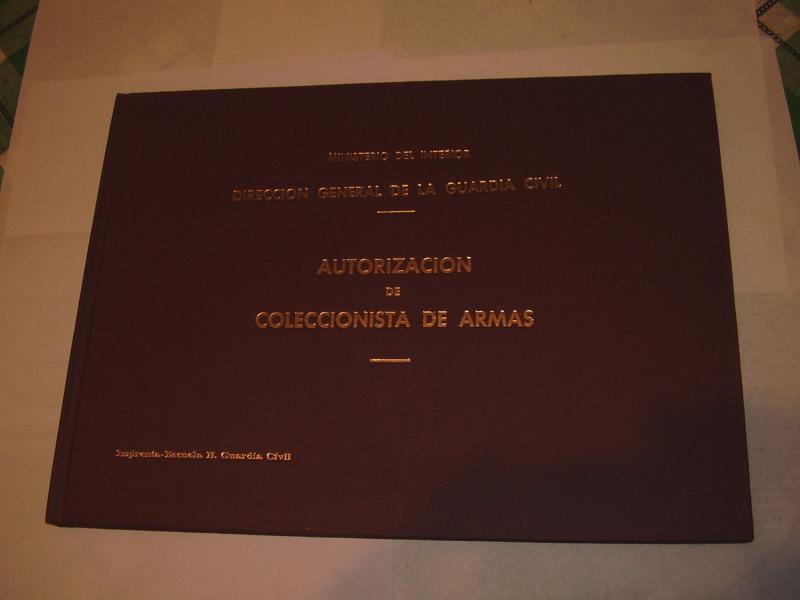 MINISTERIO DEL INTERIOR
DIRECCION GENERAL DE LA GUARDIA CIVIL
AUTORIZACION
DE
COLECCIONISTA DE ARMAS
Imprenta-Escuela H. Guardia Civil